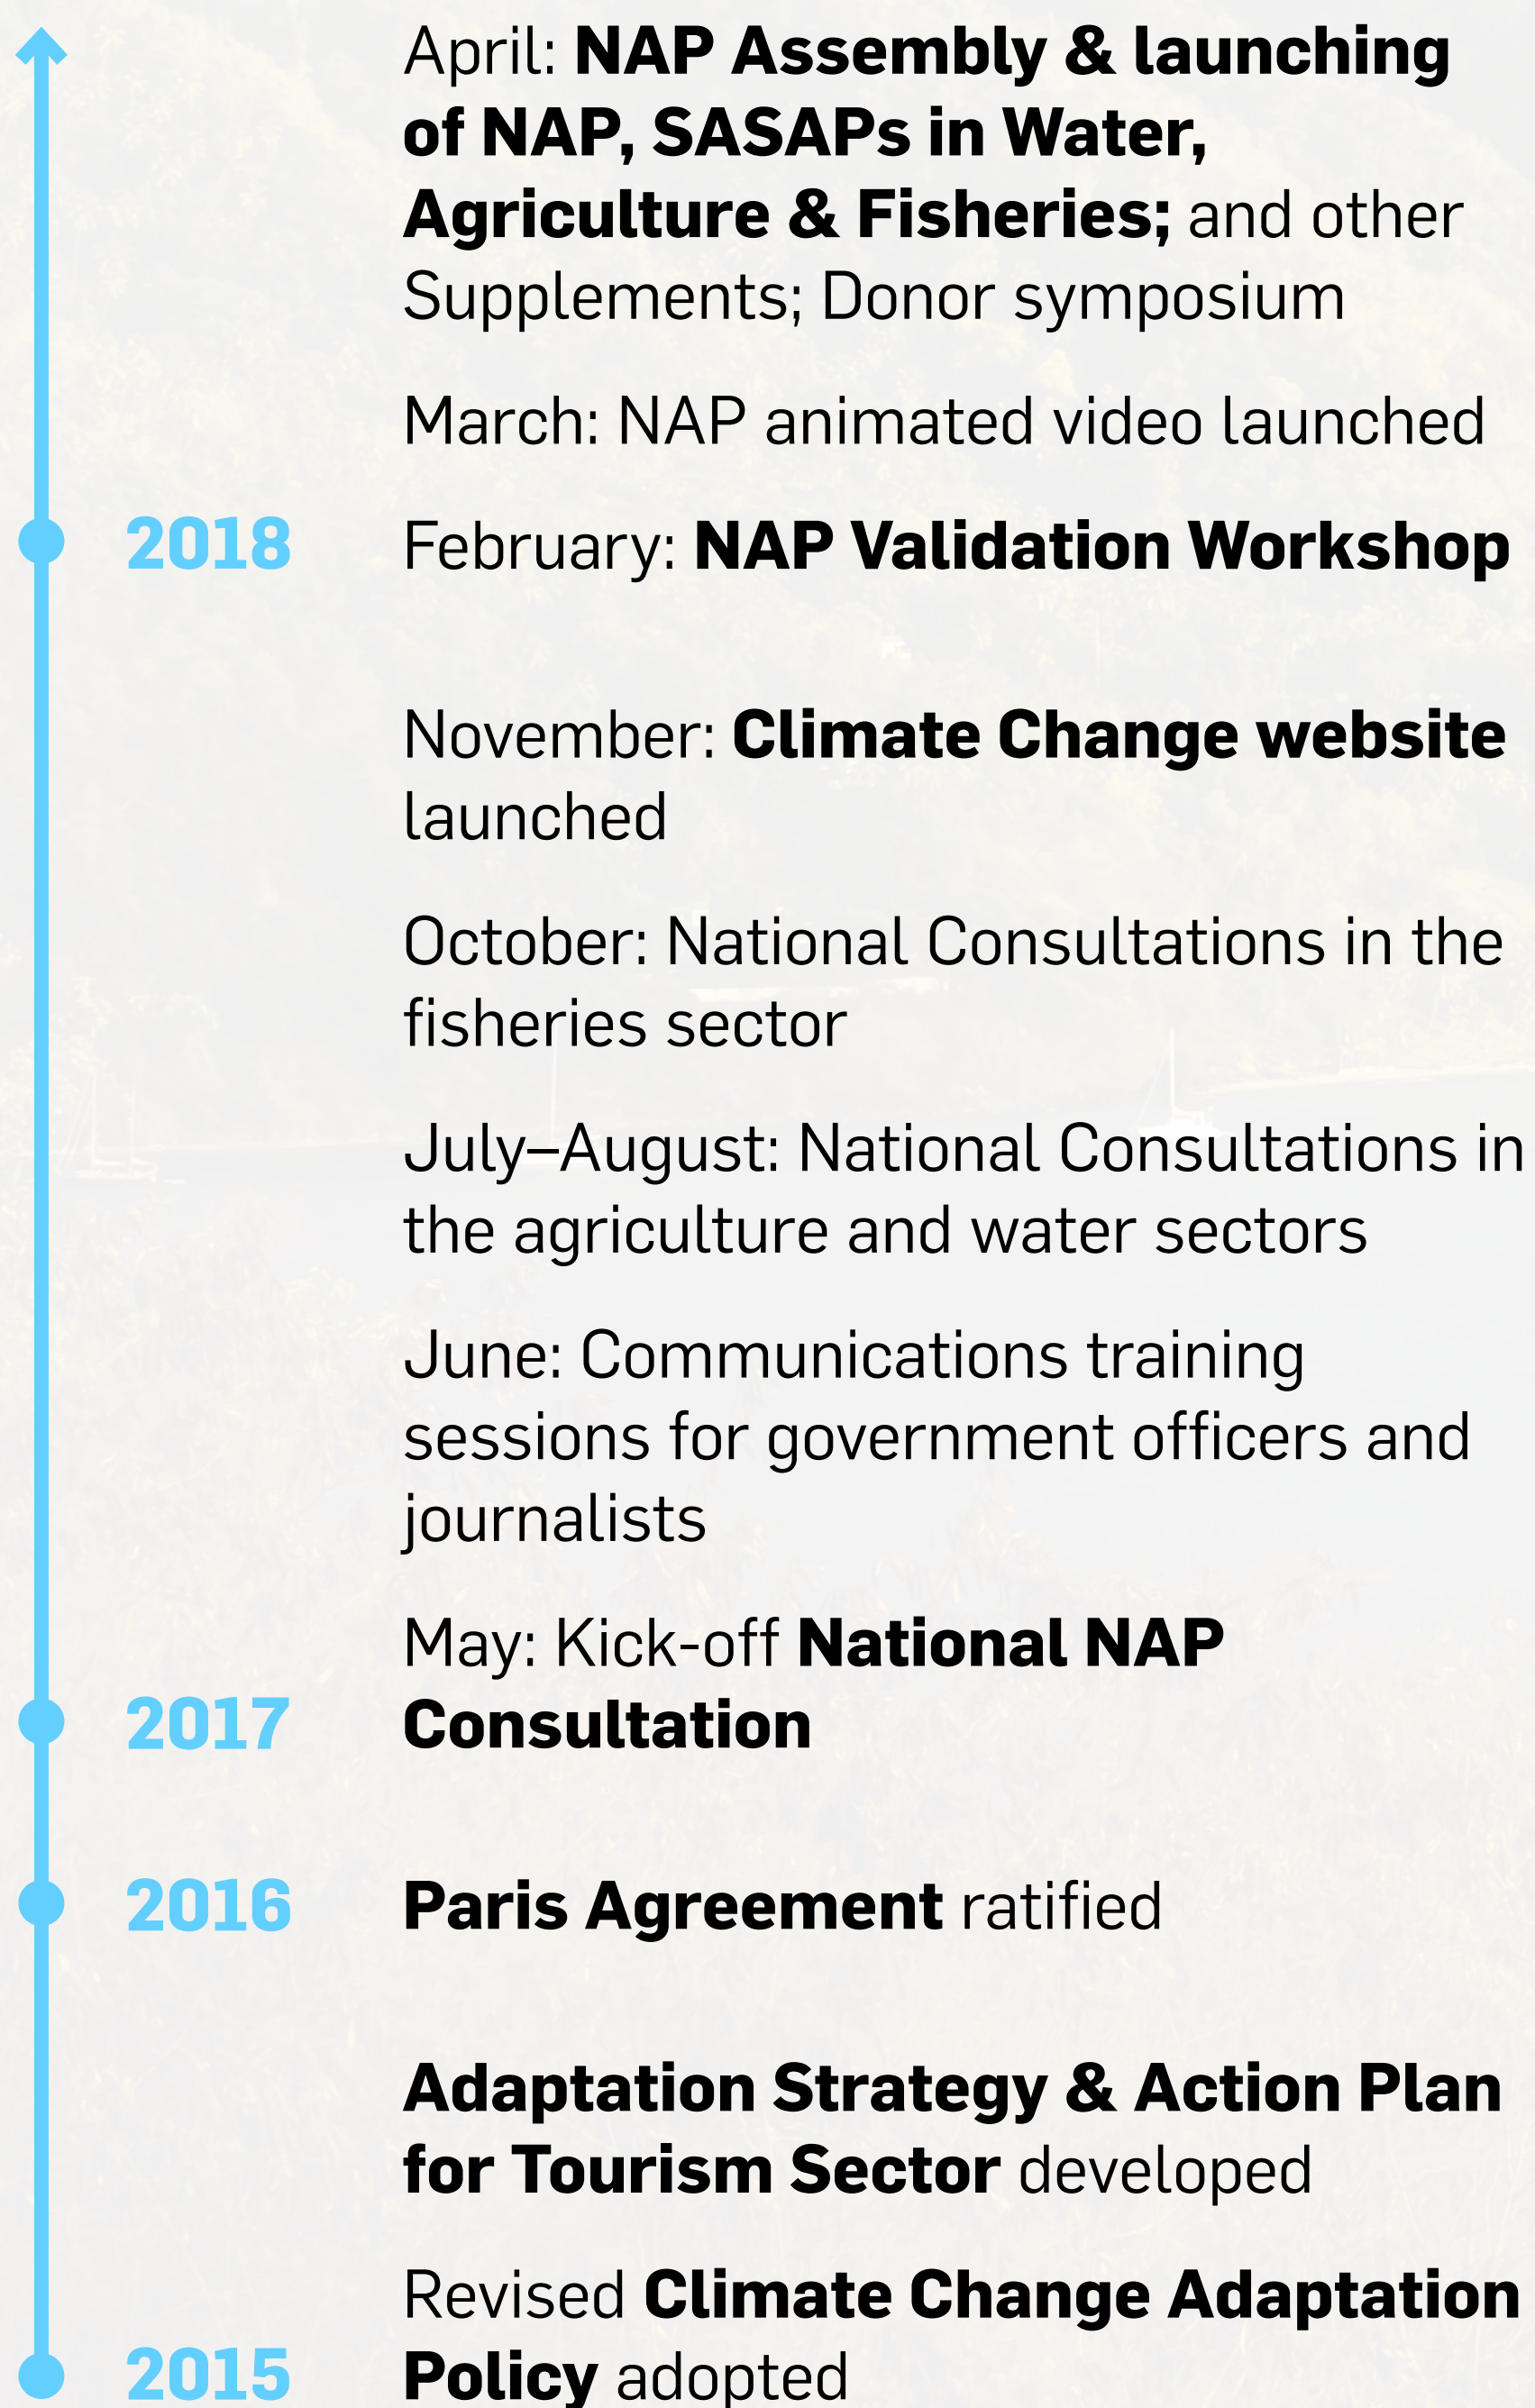 April: NAP Assembly & launching
of NAP, SASAPs in Water,
Agriculture & Fisheries; and other
Supplements; Donor symposium
March: NAP animated video launched
2018 February: NAP Validation Workshop
November: Climate Change website
launched
October: National Consultations in the
fisheries sector
July–August: National Consultations in
the agriculture and water sectors
June: Communications training
sessions for government officers and
journalists
May: Kick-off National NAP
2017 Consultation
2016 Paris Agreement ratified
Adaptation Strategy & Action Plan
for Tourism Sector developed
Revised Climate Change Adaptation
2015 Policy adopted